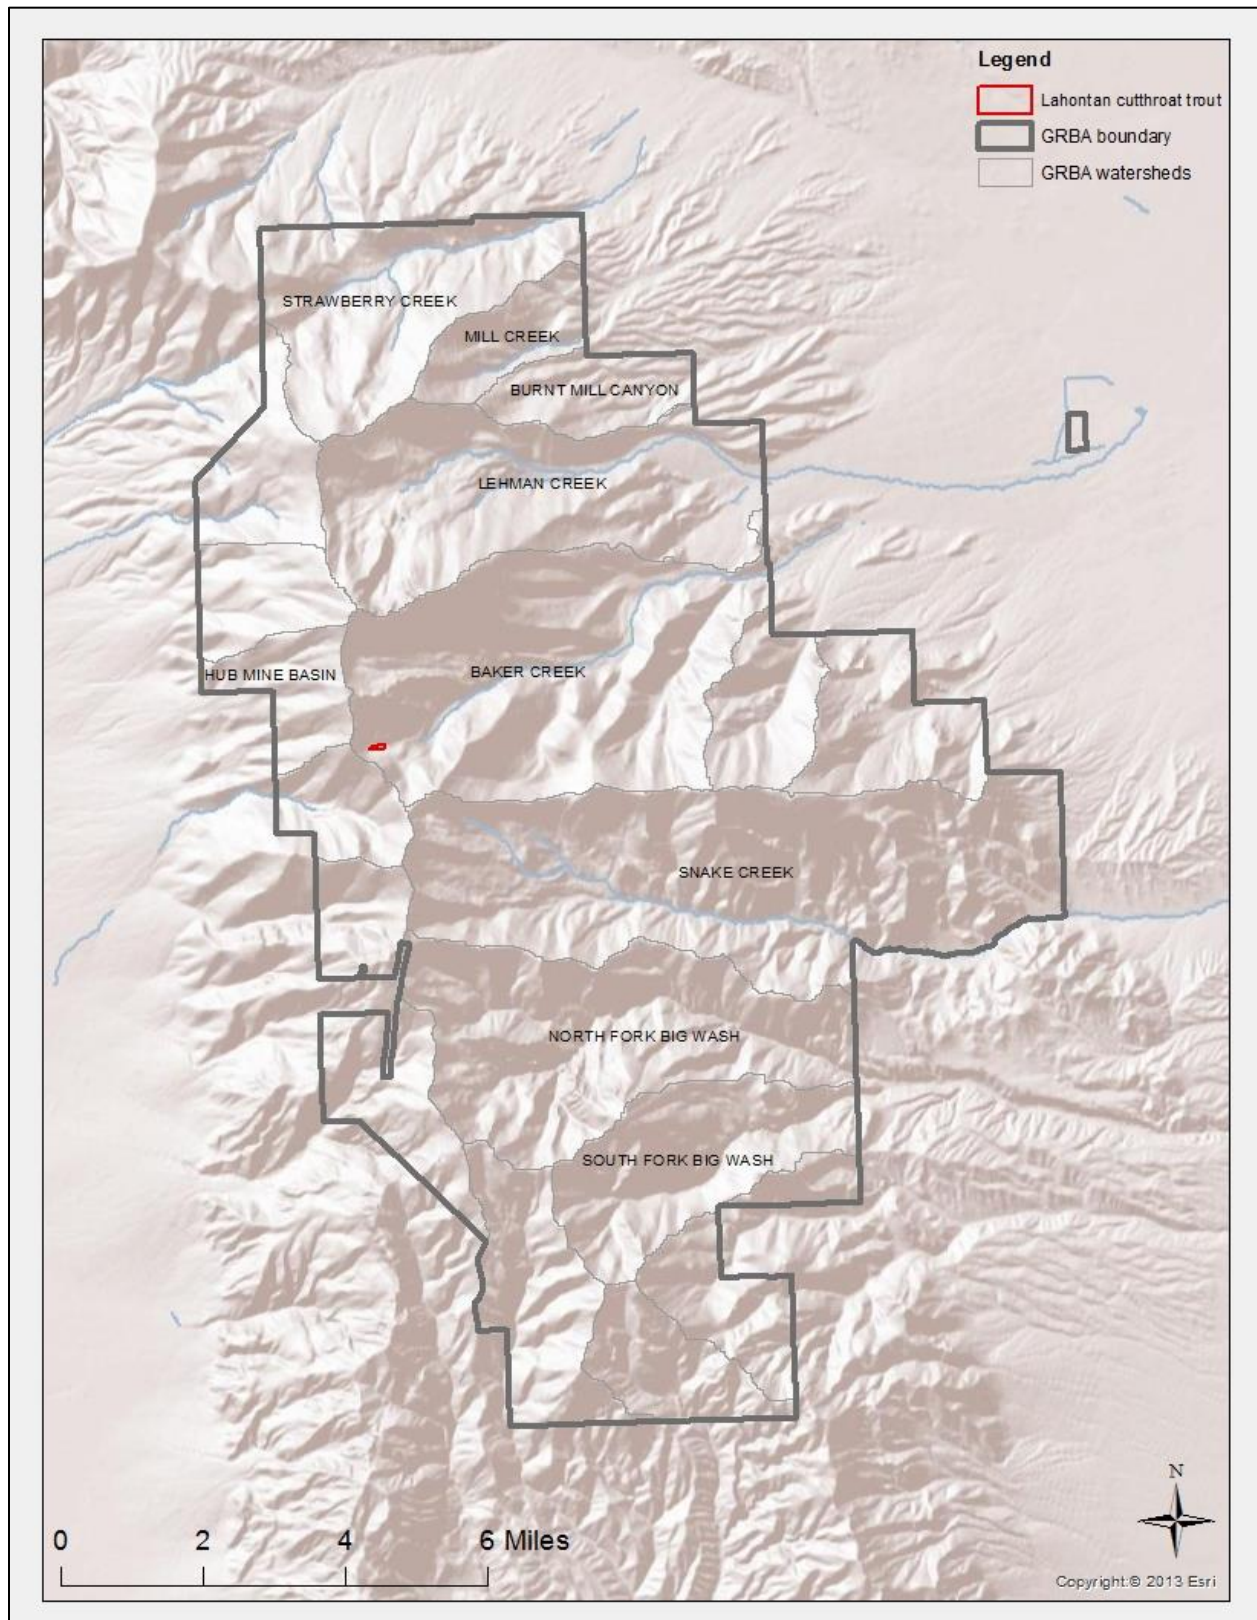 Legend
Lahontan cutthroat trout
GRBA boundary
GRBA watersheds
STRAWBERRY CREEK
MILL CREEK
BURNT MILL CANYON
LEHMAN CREEK
HUB MINE BASIN
BAKER CREEK
SNAKE CREEK
NORTH FORK BIG WASH
SOUTH FORK BIG WASH
N
0 2 4 6 Miles
Copyright:© 2013 Esri